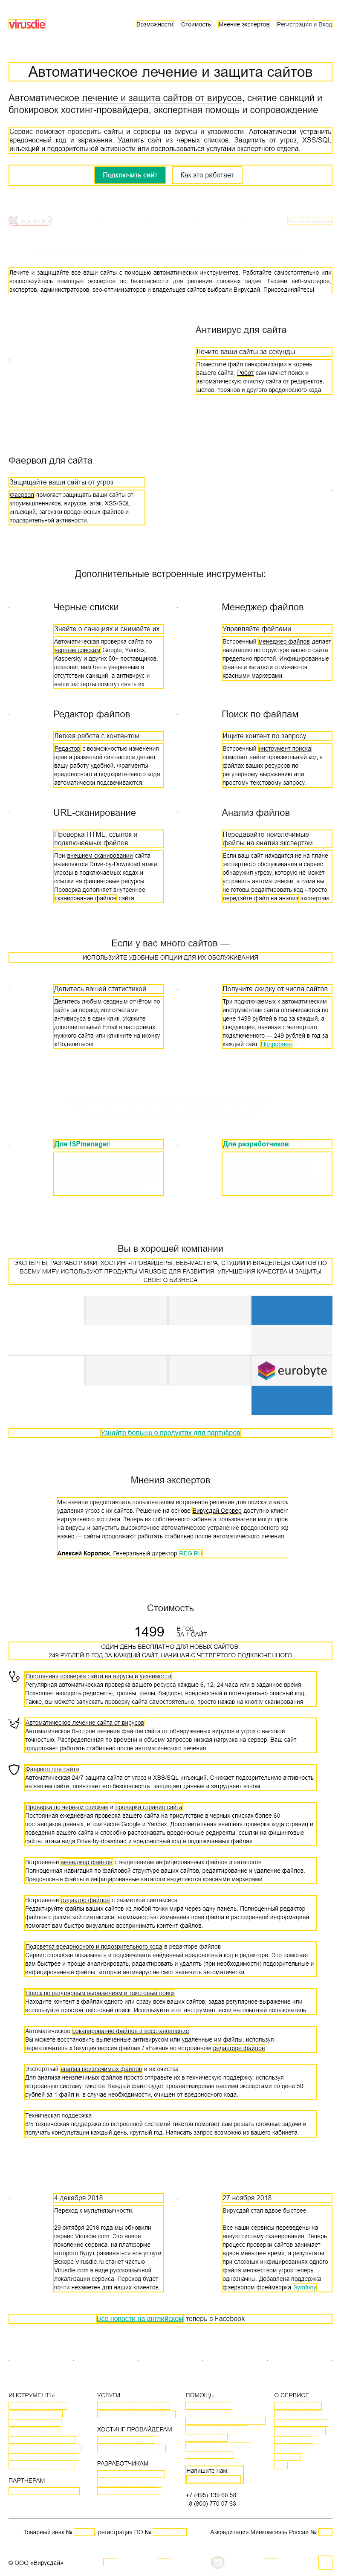 virusdie
Возможности Стоимость Мнение экспертов Регистрация и Вход
Автоматическое лечение и защита сайтов
Автоматическое лечение и защита сайтов от вирусов, снятие санкций и
блокировок хостинг-провайдера, экспертная помощь и сопровождение
Сервис помогает проверить сайты и серверы на вирусы и уязвимости. Автоматически устранить
вредоносный код и заражения. Удалить сайт из черных списков. Защитить от угроз, XSS/SQL
инъекций и подозрительной активности или воспользоваться услугами экспертного отдела.
Подключить сайт Как это работает
Лечите и защищайте все ваши сайты с помощью автоматических инструментов. Работайте самостоятельно или
воспользуйтесь помощью экспертов по безопасности для решения сложных задач. Тысячи веб-мастеров,
экспертов, администраторов, seo-оптимизаторов и владельцев сайтов выбрали Вирусдай. Присоединяйтесь!
Антивирус для сайта
Лечите ваши сайты за секунды
Поместите файл синхронизации в корень
вашего сайта. Робот сам начнет поиск и
автоматическую очистку сайта от редиректов,
шелов, троянов и другого вредоносного кода.
Фаервол для сайта
Защищайте ваши сайты от угроз
Фаервол помогает защищать ваши сайты от
злоумышленников, вирусов, атак, XSS/SQL
инъекций, загрузки вредоносных файлов и
подозрительной активности.
Дополнительные встроенные инструменты:
Черные списки
Знайте о санкциях и снимайте их
Автоматическая проверка сайта по
черным спискам Google, Yandex,
Kaspersky и других 50+ поставщиков,
позволит вам быть уверенным в
отсутствии санкций, а антивирус и
наши эксперты помогут снять их.
Менеджер файлов
Управляйте файлами
Встроенный менеджер файлов делает
навигацию по структуре вашего сайта
предельно простой. Инфицированные
файлы и каталоги отмечаются
красными маркерами.
Редактор файлов
Легкая работа с контентом
Редактор с возможностью изменения
прав и разметкой синтаксиса делает
вашу работу удобной. Фрагменты
вредоносного и подозрительного кода
автоматически подсвечиваются.
Поиск по файлам
Ищите контент по запросу
Встроенный инструмент поиска
помогает найти произвольный код в
файлах ваших ресурсов по
регулярному выражению или
простому текстовому запросу.
URL-сканирование
Проверка HTML, ссылок и
подключаемых файлов
При внешнем сканировании сайта
выявляются Drive-by-Download атаки,
угрозы в подключаемых кодах и
ссылки на фишинговые ресурсы.
Проверка дополняет внутреннее
сканирование файлов сайта.
Анализ файлов
Передавайте неизлечимые
файлы на анализ экспертам
Если ваш сайт находится не на плане
экспертного обслуживания и сервис
обнаружил угрозу, которую не может
устранить автоматически, а сами вы
не готовы редактировать код - просто
передайте файл на анализ экспертам.
Если у вас много сайтов —
ИСПОЛЬЗУЙТЕ УДОБНЫЕ ОПЦИИ ДЛЯ ИХ ОБСЛУЖИВАНИЯ
Делитесь вашей статистикой
Делитесь любым сводным отчётом по
сайту за период или отчетами
антивируса в один клик. Укажите
дополнительный Email в настройках
нужного сайта или кликните на иконку
«Поделиться».
Получите скидку от числа сайтов
Три подключаемых к автоматическим
инструментам сайта оплачиваются по
цене 1499 рублей в год за каждый, а
следующие, начиная с четвёртого
подключенного — 249 рублей в год за
каждый сайт. Подробнее
Для ISPmanager
Для разработчиков
Вы в хорошей компании
ЭКСПЕРТЫ, РАЗРАБОТЧИКИ, ХОСТИНГ-ПРОВАЙДЕРЫ, ВЕБ-МАСТЕРА, СТУДИИ И ВЛАДЕЛЬЦЫ САЙТОВ ПО
ВСЕМУ МИРУ ИСПОЛЬЗУЮТ ПРОДУКТЫ VIRUSDIE ДЛЯ РАЗВИТИЯ, УЛУЧШЕНИЯ КАЧЕСТВА И ЗАЩИТЫ
СВОЕГО БИЗНЕСА.
eurobyte
Узнайте больше о продуктах для партнёров
Мнения экспертов
Мы начали предоставлять пользователям встроенное решение для поиска и автом
удаления угроз с их сайтов. Решение на основе Вирусдай.Сервер доступно клиент
виртуального хостинга. Теперь из собственного кабинета пользователи могут пров
на вирусы и запустить высокоточное автоматическое устранение вредоносного код
важно,— сайты продолжают работать стабильно после автоматического лечения.
Алексей Королюк, Генеральный директор REG.RU
Стоимость
1499 В ГОД
ЗА 1 САЙТ
ОДИН ДЕНЬ БЕСПЛАТНО ДЛЯ НОВЫХ САЙТОВ.
249 РУБЛЕЙ В ГОД ЗА КАЖДЫЙ САЙТ, НАЧИНАЯ С ЧЕТВЕРТОГО ПОДКЛЮЧЕННОГО.
Постоянная проверка сайта на вирусы и уязвимости
Регулярная автоматическая проверка вашего ресурса каждые 6, 12, 24 часа или в заданное время.
Позволяет находить редиректы, трояны, шелы, бэкдоры, вредоносный и потенциально опасный код.
Также, вы можете запускать проверку сайта самостоятельно, просто нажав на кнопку сканирования.
Автоматическое лечение сайта от вирусов
Автоматическое быстрое лечение файлов сайта от обнаруженных вирусов и угроз с высокой
точностью. Распределенная по времени и объему запросов низкая нагрузка на сервер. Ваш сайт
продолжает работать стабильно после автоматического лечения.
Фаервол для сайта
Автоматическая 24/7 защита сайта от угроз и XSS/SQL инъекций. Снижает подозрительную активность
на вашем сайте, повышает его безопасность, защищает данные и затрудняет взлом.
Проверка по черным спискам и проверка страниц сайта
Постоянная ежедневная проверка вашего сайта на присутствие в черных списках более 60
поставщиков данных, в том числе Google и Yandex. Дополнительная внешняя проверка кода страниц и
поведения вашего сайта и способно распознавать вредоносные редиректы, ссылки на фишинговые
сайты, атаки вида Drive-by-download и вредоносный код в подключаемых файлах.
Встроенный менеджер файлов с выделением инфицированных файлов и каталогов
Полноценная навигация по файловой структуре ваших сайтов, редактирование и удаление файлов.
Вредоносные файлы и инфицированные каталоги выделяются красными маркерами.
Встроенный редактор файлов с разметкой синтаксиса
Редактируйте файлы ваших сайтов из любой точки мира через одну панель. Полноценный редактор
файлов с разметкой синтаксиса, возможностью изменения прав файла и расширенной информацией
помогает вам быстро визуально воспринимать контент файлов.
Подсветка вредоносного и подозрительного кода в редакторе файлов
Сервис способен показывать и подсвечивать найденный вредоносный код в редакторе. Это помогает
вам быстрее и проще анализировать, редактировать и удалять (при необходимости) подозрительные и
инфицированные файлы, которые антивирус не смог вылечить автоматически.
Поиск по регулярным выражениям и текстовый поиск
Находите контент в файлах одного или сразу всех ваших сайтов, задав регулярное выражение или
используйте простой текстовый поиск. Используйте этот инструмент, если вы опытный пользователь.
Автоматическое бэкапирование файлов и восстановление
Вы можете восстановить вылеченные антивирусом или удаленные им файлы, используя
переключатель «Текущая версия файла» / «Бэкап» во встроенном редакторе файлов.
Экспертный анализ неизлечимых файлов и их очистка
Для анализа неизлечимых файлов просто отправьте их в техническую поддержку, используя
встроенную систему тикетов. Каждый файл будет проанализирован нашими экспертами по цене 50
рублей за 1 файл и, в случае необходимости, очищен от вредоносного кода.
Техническая поддержка
8/5 техническая поддержка со встроенной системой тикетов помогает вам решать сложные задачи и
получать консультации каждый день, круглый год. Написать запрос возможно из вашего кабинета.
4 декабря 2018
Переход к мультиязычности.
29 октября 2018 года мы обновили
сервис Virusdie.com. Это новое
поколение сервиса, на платформе
которого будут развиваться все услуги.
Вскоре Virusdie.ru станет частью
Virusdie.com в виде русскоязычной
локализации сервиса. Переход будет
почти незаметен для наших клиентов.
27 ноября 2018
Вирусдай стал вдвое быстрее.
Все наши сервисы переведены на
новую систему сканирования. Теперь
процесс проверки сайтов занимает
вдвое меньшее время, а результаты
при сложных инфицированиях одного
файла множеством угроз точнее
определялись. Добавлена поддержка
фаерволом фреймворка Symfony.
Все новости на английском теперь в Facebook
ИНСТРУМЕНТЫ
ПАРТНЕРАМ
УСЛУГИ
ХОСТИНГ ПРОВАЙДЕРАМ
РАЗРАБОТЧИКАМ
ПОМОЩЬ
Напишите нам:
+7 (495) 139 68 58
8 (800) 770 07 63
О СЕРВИСЕ
Товарный знак №, регистрация ПО № Аккредитация Минкомсвязь России №
© ООО «Вирусдай»